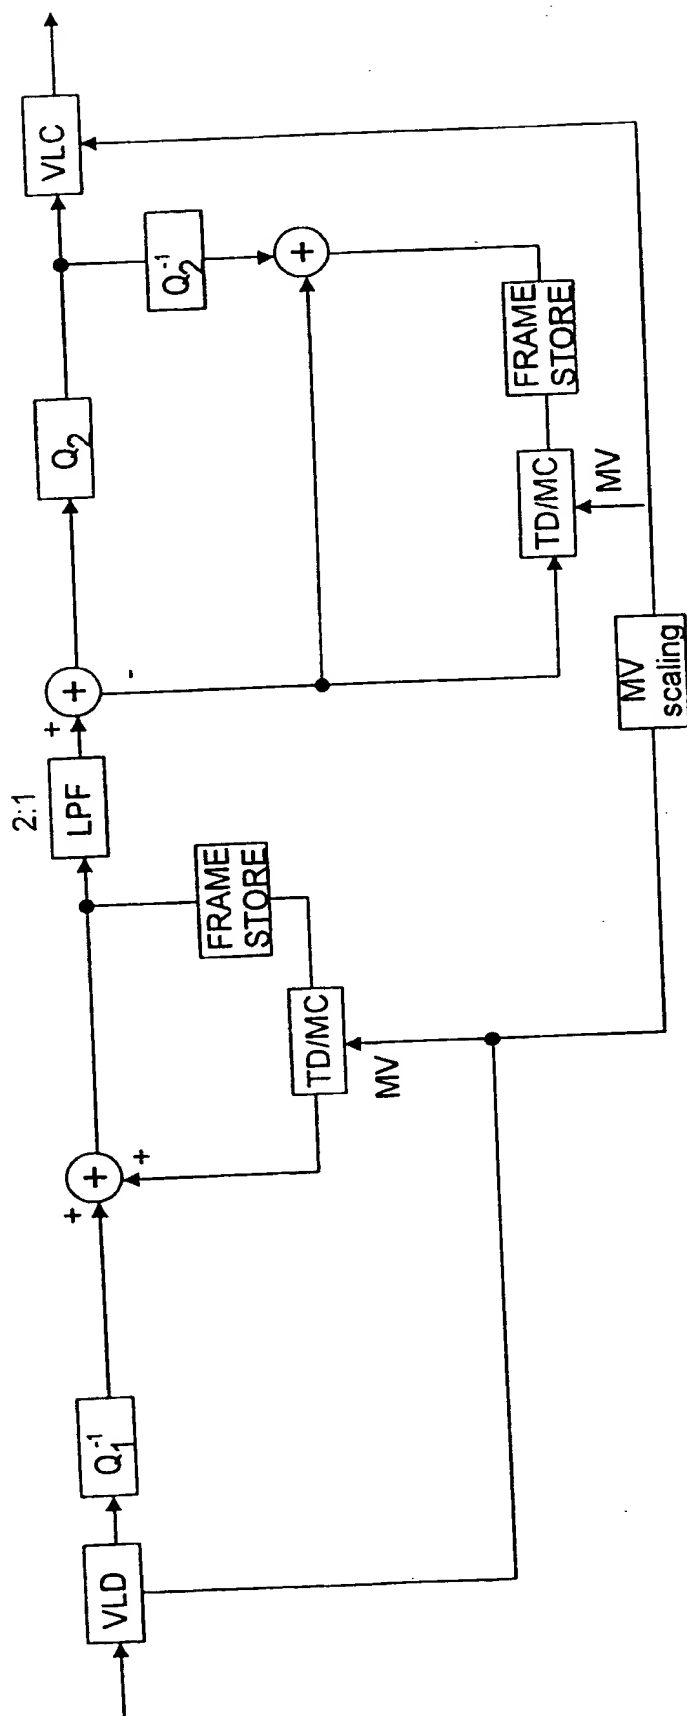 VLD
Q₁⁻¹
+
+
+
FRAME
STORE
TD/MC
MV
2:1
LPF
+
+
-
Q₂
Q₂⁻¹
+
FRAME
STORE
TD/MC
MV
MV
scaling
VLC